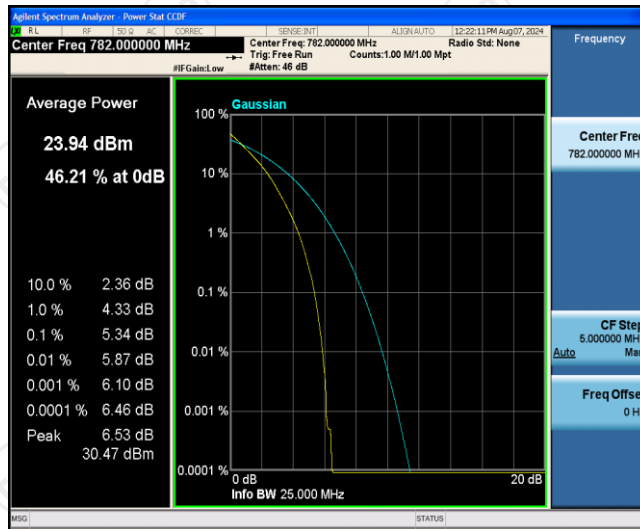 Agilent Spectrum Analyzer - Power Stat CCDF
RL RF 50 Ω AC CORREC SENSE:INT ALIGN AUTO 12:22:11PM Aug07, 2024
Center Freq 782.000000 MHz
Center Freq: 782.000000 MHz Radio Std: None
Trig: Free Run Counts:1.00 M/1.00 Mpt
#IFGain:Low #Atten: 46 dB
Frequency
Average Power
23.94 dBm
46.21 % at 0dB
10.0 % 2.36 dB
1.0 % 4.33 dB
0.1 % 5.34 dB
0.01 % 5.87 dB
0.001 % 6.10 dB
0.0001 % 6.46 dB
Peak 6.53 dB
30.47 dBm
Gaussian
100 %
10 %
1 %
0.1 %
0.01 %
0.001 %
0.0001 %
0 dB 20 dB
Info BW 25.000 MHz
Center Fre
782.000000 MH
CF Step
5.000000 MH
Auto Ma
Freq Offse
0 H
MSG STATUS